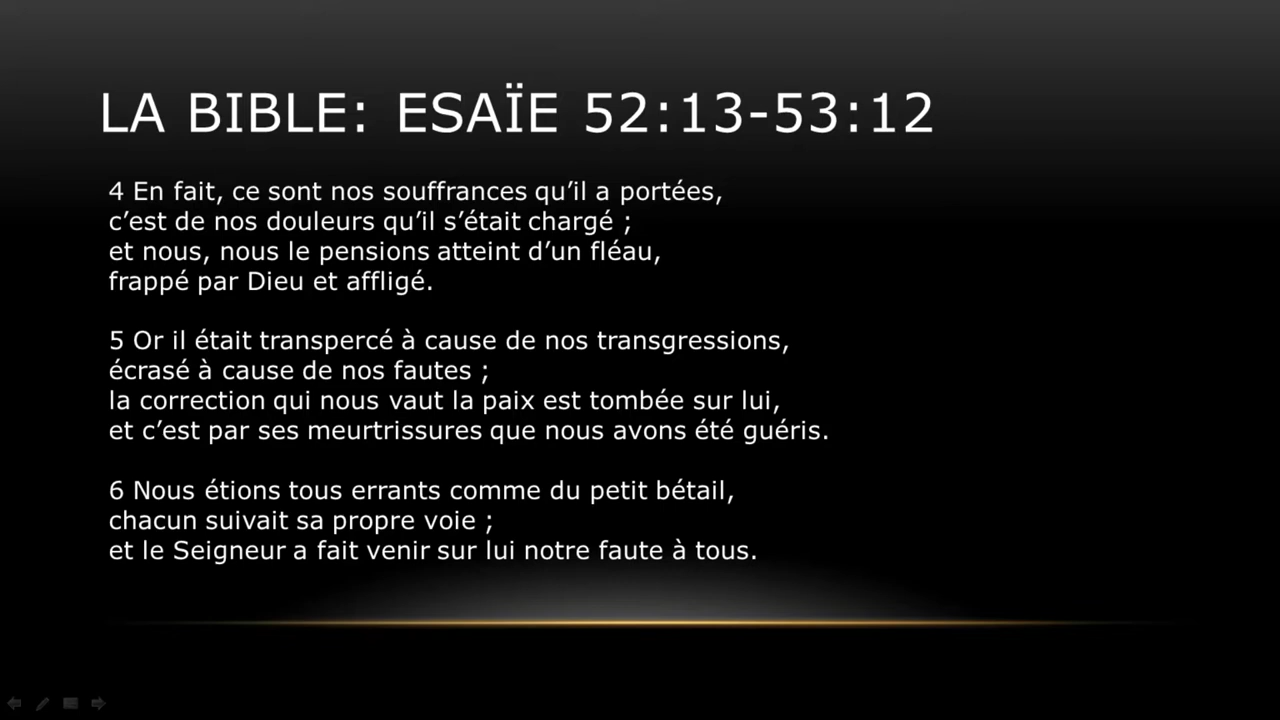 LA BIBLE: ESAÏE 52:13-53:12
4 En fait, ce sont nos souffrances qu’il a portées,
c’est de nos douleurs qu’il s’était chargé ;
et nous, nous le pensions atteint d’un fléau,
frappé par Dieu et affligé.
5 Or il était transpercé à cause de nos transgressions,
écrasé à cause de nos fautes ;
la correction qui nous vaut la paix est tombée sur lui,
et c’est par ses meurtrissures que nous avons été guéris.
6 Nous étions tous errants comme du petit bétail,
chacun suivait sa propre voie ;
et le Seigneur a fait venir sur lui notre faute à tous.